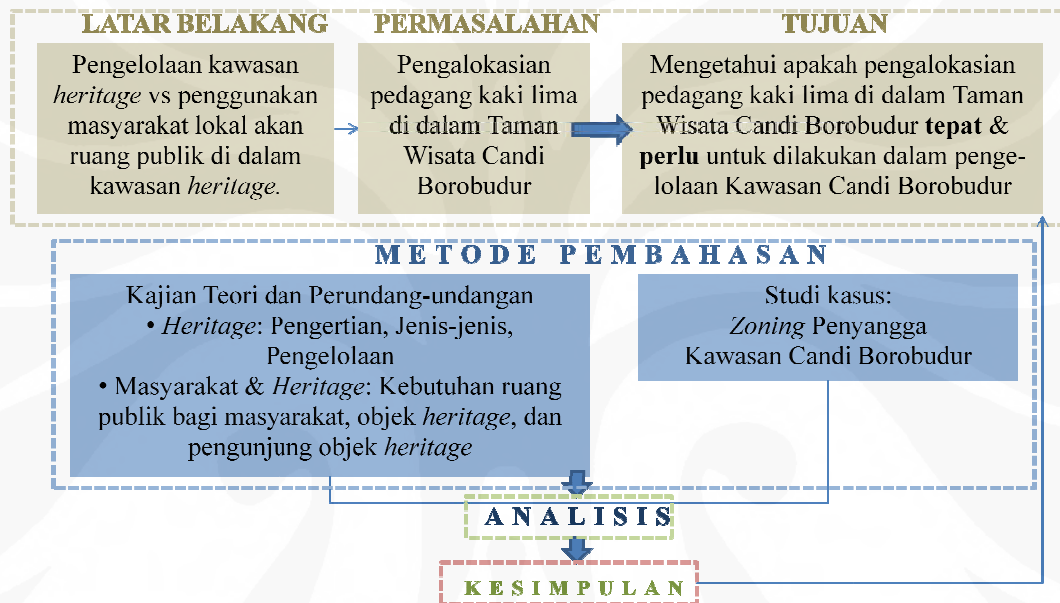 LATAR BELAKANG
PERMASALAHAN
TUJUAN
Pengelolaan kawasan
heritage vs penggunakan
masyarakat lokal akan
ruang publik di dalam
kawasan heritage.
Pengalokasian
pedagang kaki lima
di dalam Taman
Wisata Candi
Borobudur
Mengetahui apakah pengalokasian
pedagang kaki lima di dalam Taman
Wisata Candi Borobudur tepat &
perlu untuk dilakukan dalam penge-
lolaan Kawasan Candi Borobudur
METODE PEMBAHASAN
Kajian Teori dan Perundang-undangan
• Heritage: Pengertian, Jenis-jenis,
Pengelolaan
• Masyarakat & Heritage: Kebutuhan ruang
publik bagi masyarakat, objek heritage, dan
pengunjung objek heritage
Studi kasus:
Zoning Penyangga
Kawasan Candi Borobudur
ANALISIS
KESIMPULAN